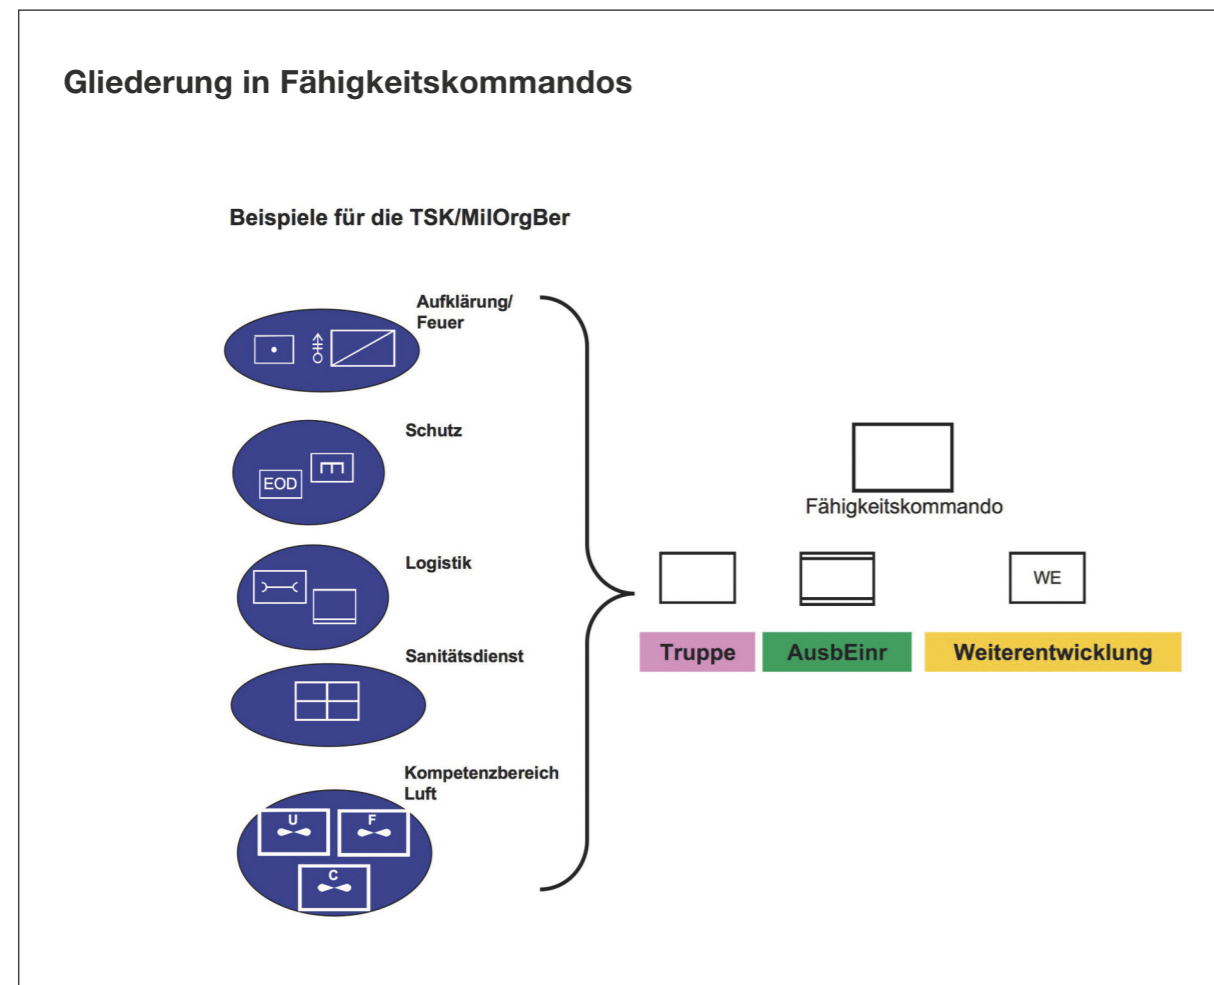 Gliederung in Fähigkeitskommandos
Beispiele für die TSK/MilOrgBer
Aufklärung/
Feuer
Schutz
EOD
Logistik
Sanitätsdienst
Kompetenzbereich
Luft
U
F
C
Fähigkeitskommando
WE
Truppe
AusbEinr
Weiterentwicklung